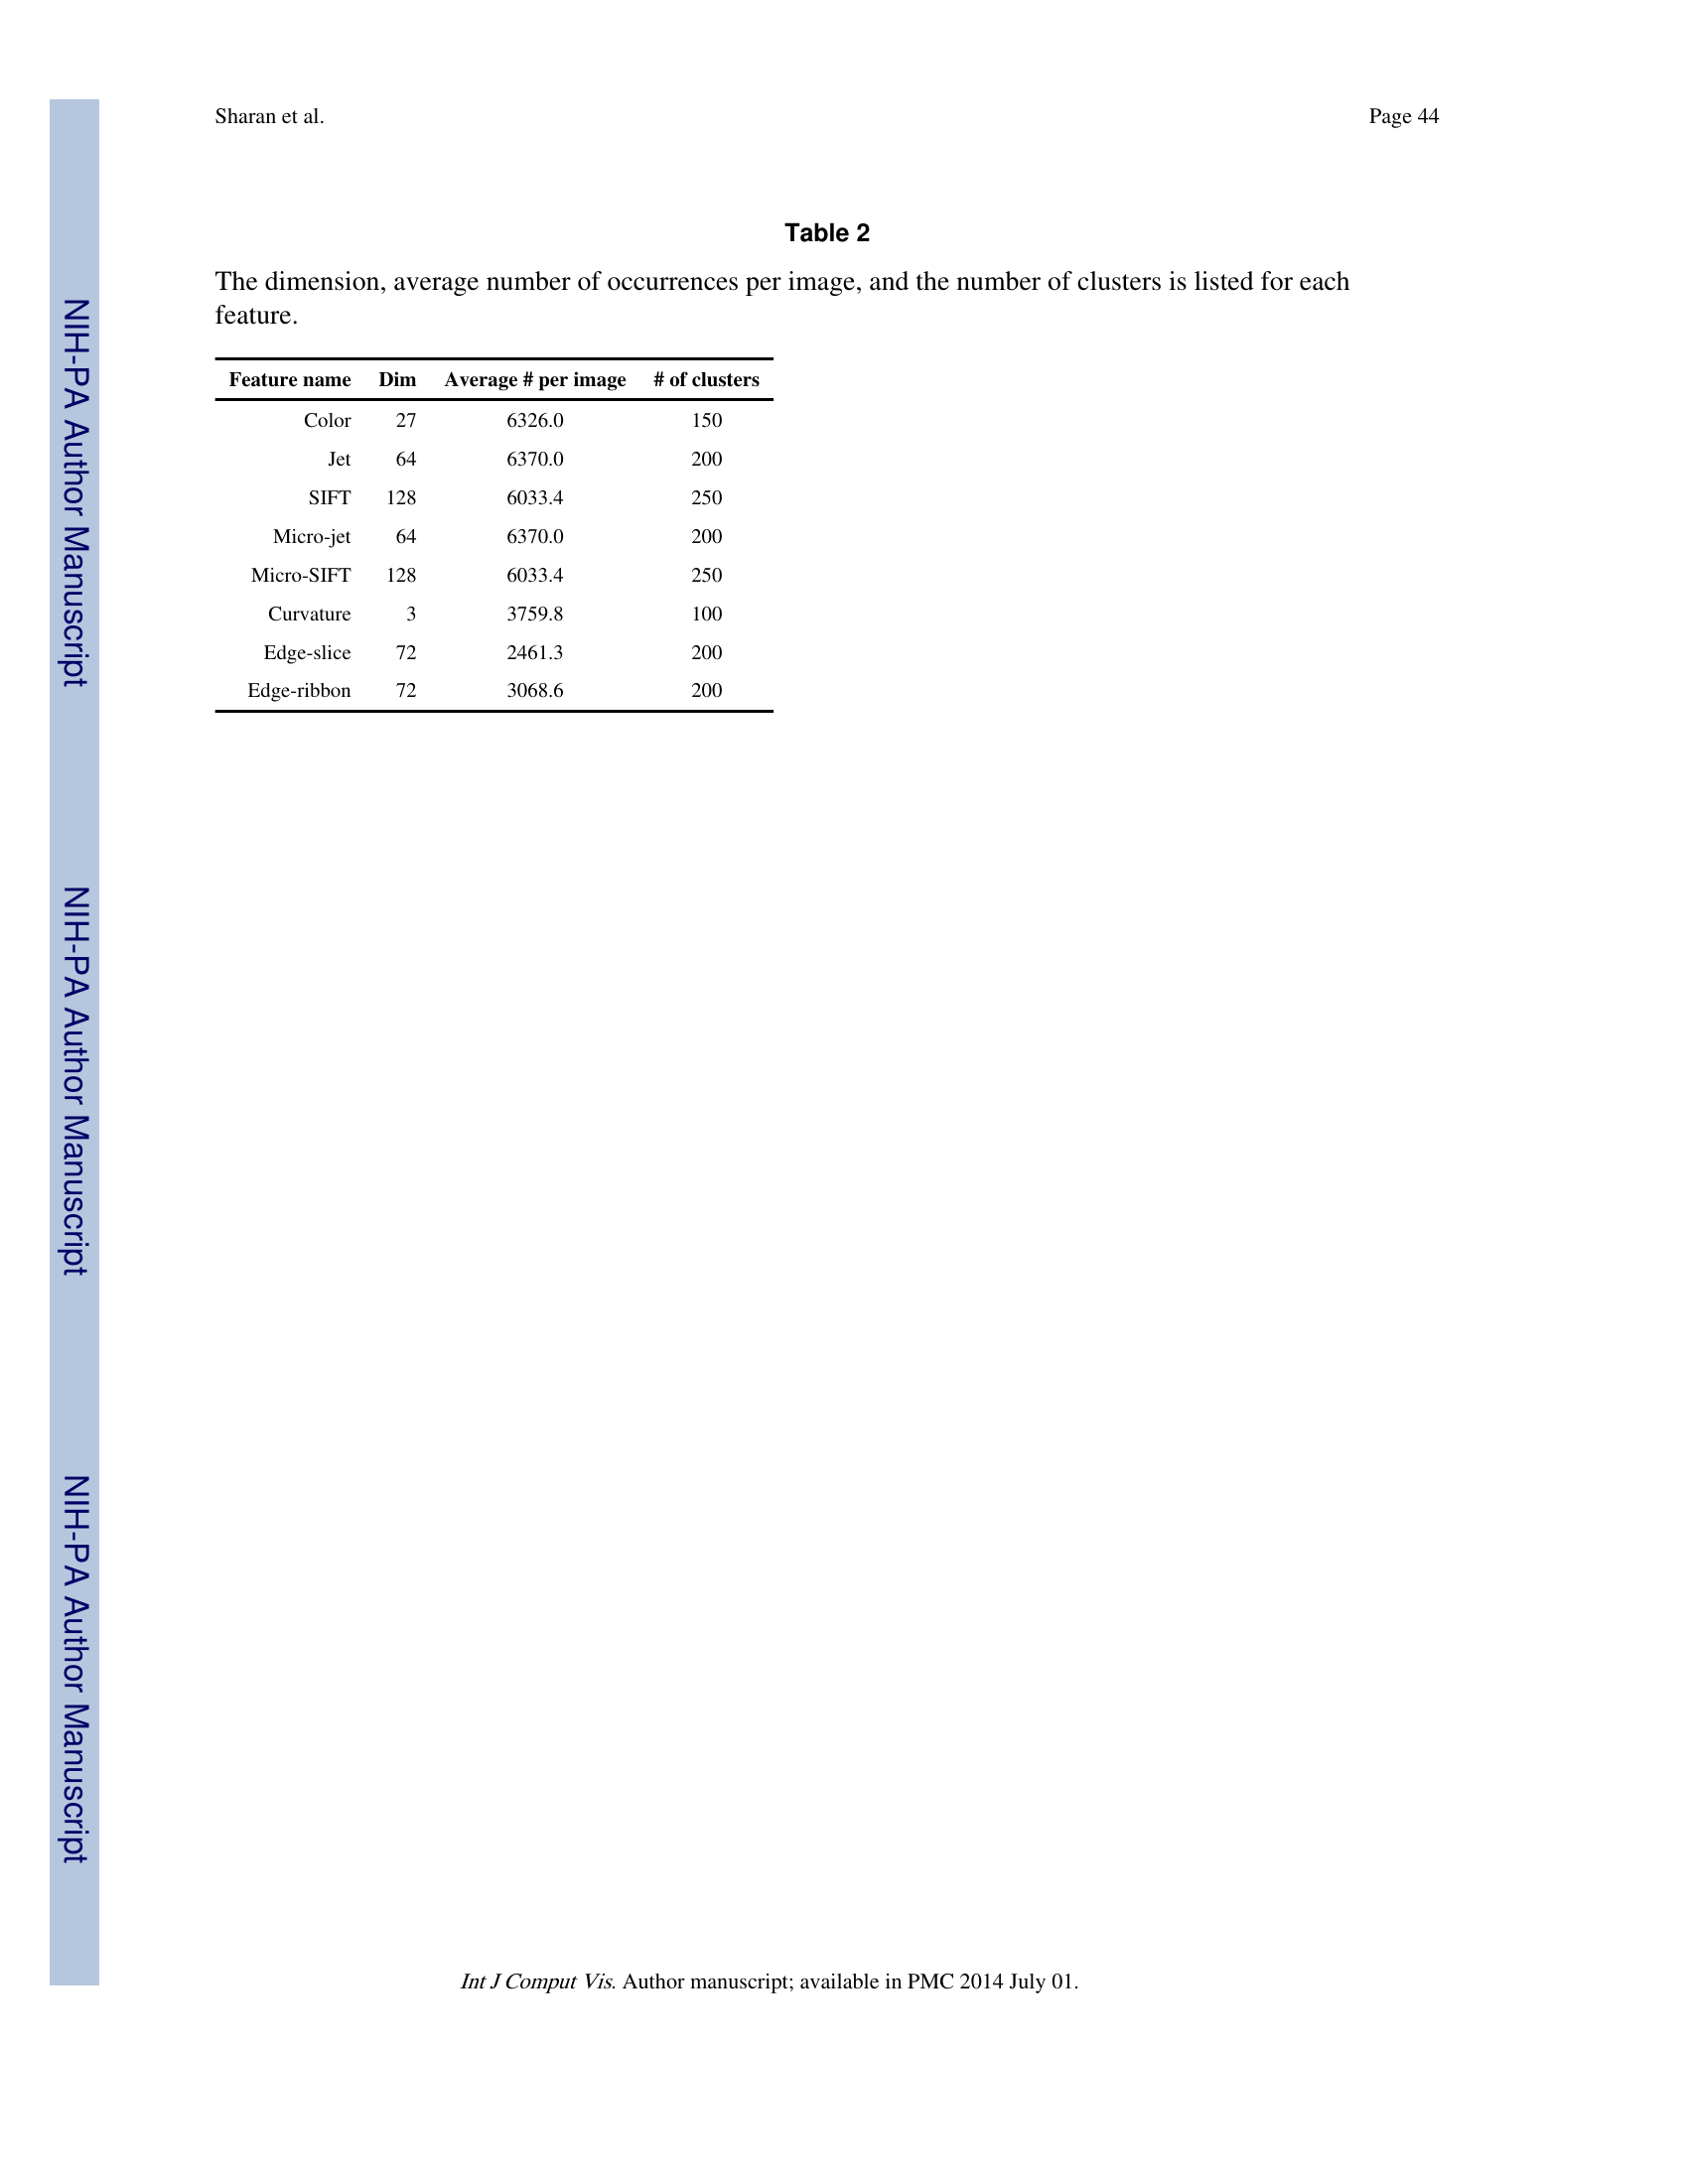 Sharan et al.
Page 44
Table 2
The dimension, average number of occurrences per image, and the number of clusters is listed for each
feature.
Feature name Dim Average # per image # of clusters
Color 27 6326.0 150
Jet 64 6370.0 200
SIFT 128 6033.4 250
Micro-jet 64 6370.0 200
Micro-SIFT 128 6033.4 250
Curvature 3 3759.8 100
Edge-slice 72 2461.3 200
Edge-ribbon 72 3068.6 200
Int J Comput Vis. Author manuscript; available in PMC 2014 July 01.
NIH-PA Author Manuscript
NIH-PA Author Manuscript
NIH-PA Author Manuscript